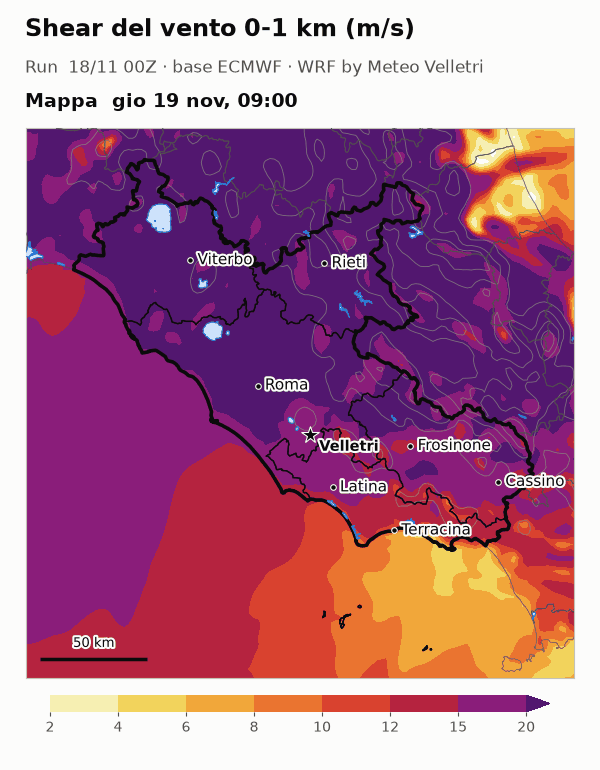 Shear del vento 0-1 km (m/s)
Run  18/11 00Z · base ECMWF · WRF by Meteo Velletri
Mappa  gio 19 nov, 09:00
Viterbo
Rieti
Roma
Velletri
Frosinone
Cassino
Latina
Terracina
50 km
2 4 6 8 10 12 15 20